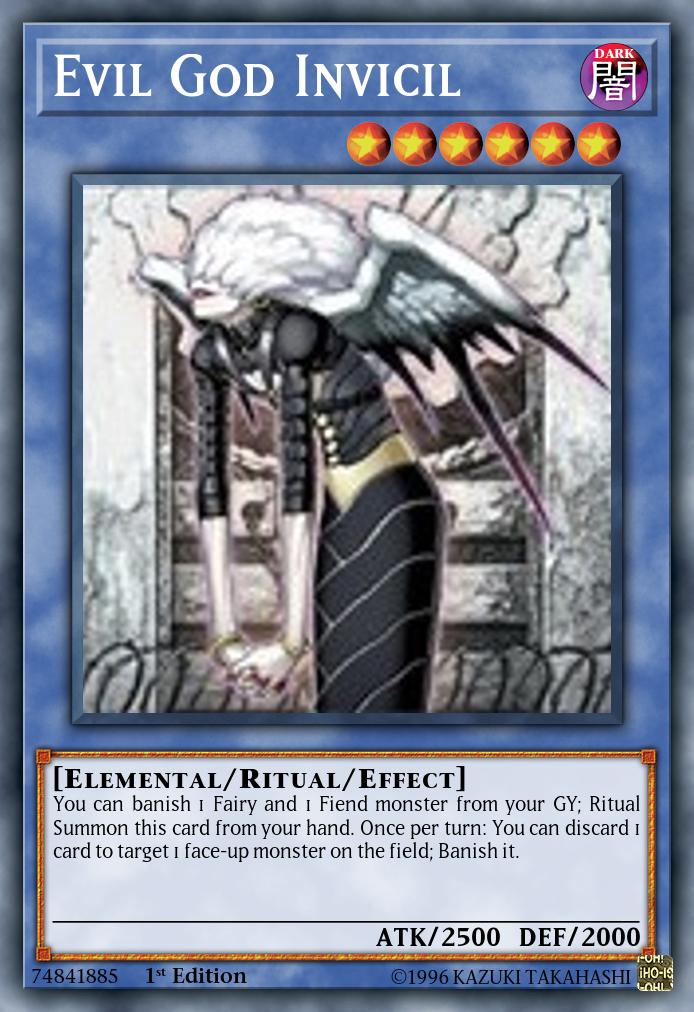 Evil God Invicil
DARK
闇
[Elemental/Ritual/Effect]
You can banish 1 Fairy and 1 Fiend monster from your GY; Ritual
Summon this card from your hand. Once per turn: You can discard 1
card to target 1 face-up monster on the field; Banish it.
ATK/2500 DEF/2000
74841885 1st Edition ©1996 KAZUKI TAKAHASHI